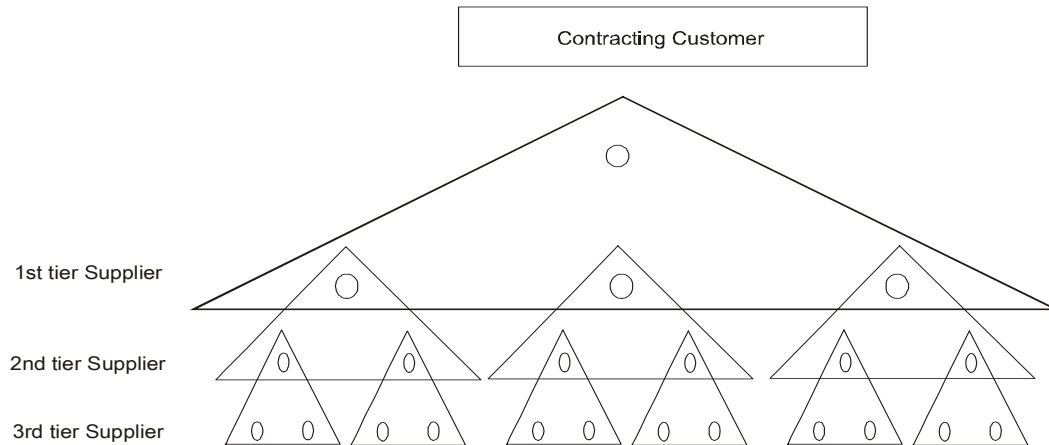 Contracting Customer
1st tier Supplier
2nd tier Supplier
3rd tier Supplier